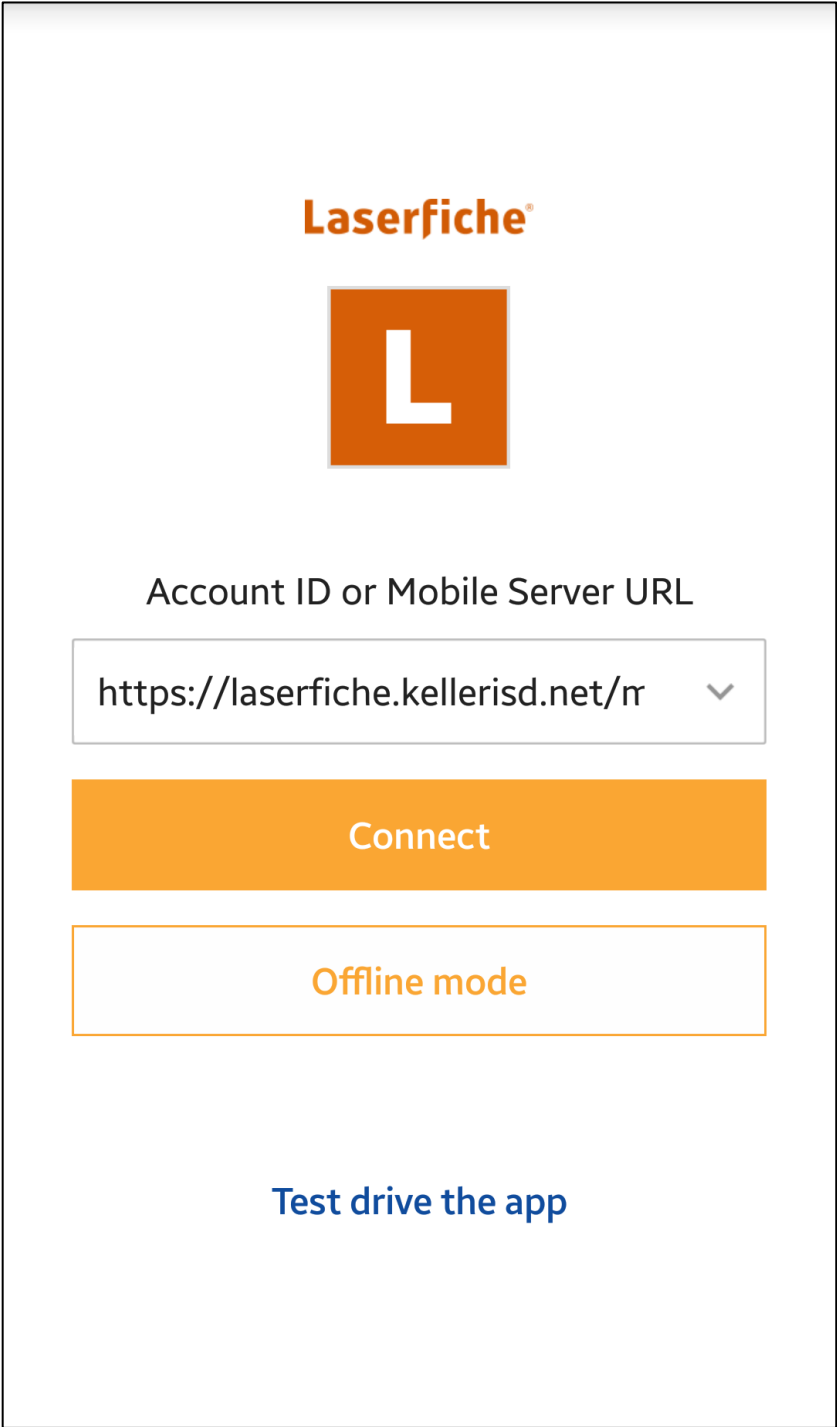 Laserfiche®
L
Account ID or Mobile Server URL
https://laserfiche.kellerisd.net/m
Connect
Offline mode
Test drive the app